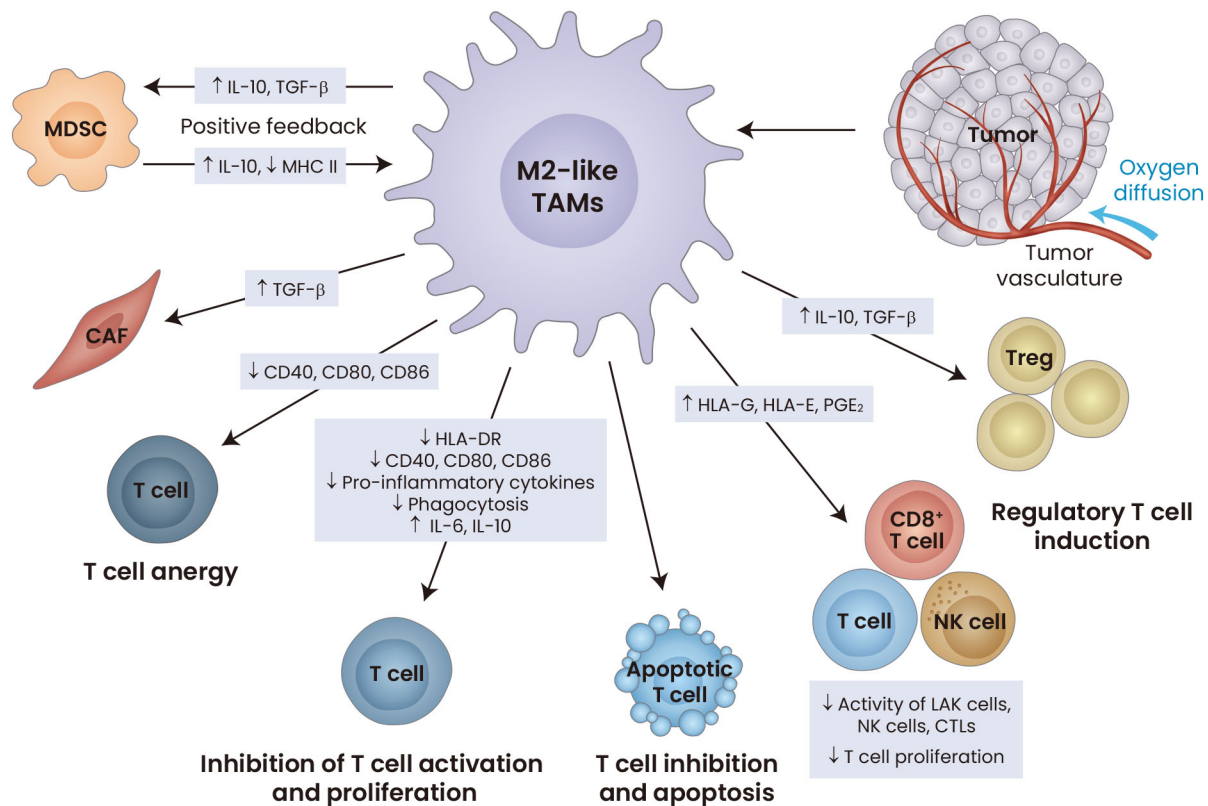 ↑ IL-10, TGF-β
MDSC
Positive feedback
↑ IL-10, ↓ MHC II
M2-like
TAMs
Tumor
Oxygen
diffusion
Tumor
vasculature
↑ TGF-β
CAF
↑ IL-10, TGF-β
Treg
Regulatory T cell
induction
↓ CD40, CD80, CD86
T cell
T cell anergy
↓ HLA-DR
↓ CD40, CD80, CD86
↓ Pro-inflammatory cytokines
↓ Phagocytosis
↑ IL-6, IL-10
T cell
Inhibition of T cell activation
and proliferation
Apoptotic
T cell
T cell inhibition
and apoptosis
↑ HLA-G, HLA-E, PGE₂
CD8⁺
T cell
T cell
NK cell
↓ Activity of LAK cells,
NK cells, CTLs
↓ T cell proliferation